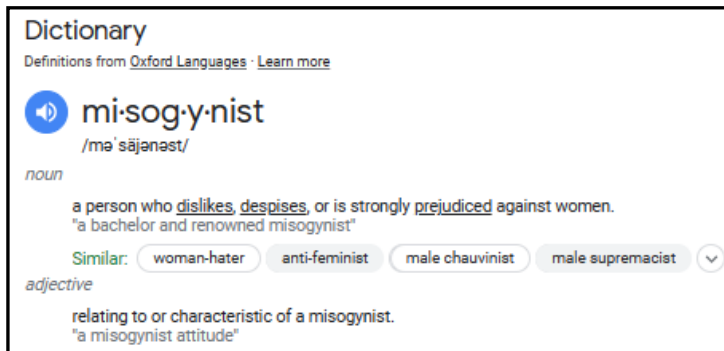 Dictionary
Definitions from Oxford Languages · Learn more
mi·sog·y·nist
/məˈsäjənəst/
noun
a person who dislikes, despises, or is strongly prejudiced against women.
"a bachelor and renowned misogynist"
Similar: woman-hater anti-feminist male chauvinist male supremacist
adjective
relating to or characteristic of a misogynist.
"a misogynist attitude"